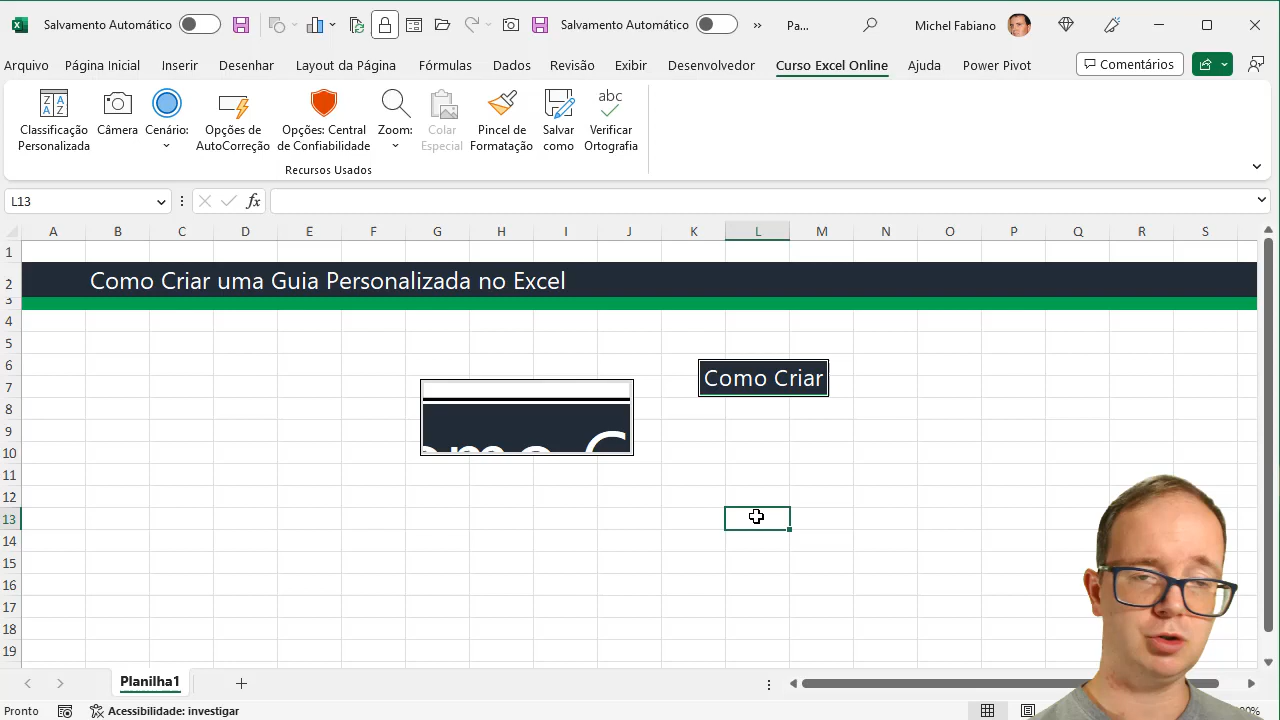 Salvamento Automático Salvamento Automático » Pa... Michel Fabiano
Arquivo Página Inicial Inserir Desenhar Layout da Página Fórmulas Dados Revisão Exibir Desenvolvedor Curso Excel Online Ajuda Power Pivot Comentários
Classificação Personalizada
Câmera
Cenário:
Opções de AutoCorreção
Opções: Central de Confiabilidade
Zoom:
Colar Especial
Pincel de Formatação
Salvar como
abc
Verificar Ortografia
Recursos Usados
L13 fx
A B C D E F G H I J K L M N O P Q R S
1
2 Como Criar uma Guia Personalizada no Excel
3
4
5
6
Como Criar
7
8
9
10
11
12
13
14
15
16
17
18
19
Planilha1
Pronto Acessibilidade: investigar